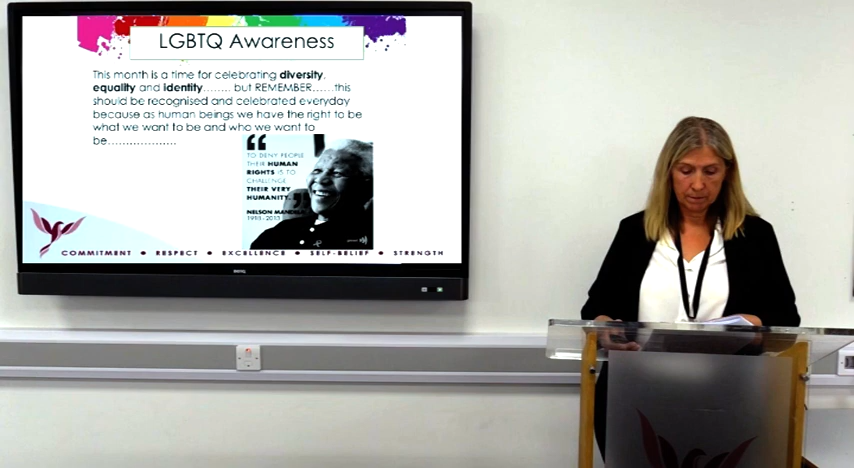 LGBTQ Awareness
This month is a time for celebrating diversity,
equality and identity........ but REMEMBER......this
should be recognised and celebrated everyday
because as human beings we have the right to be
what we want to be and who we want to
be...................
TO DENY PEOPLE
THEIR HUMAN
RIGHTS IS TO
CHALLENGE
THEIR VERY
HUMANITY.
NELSON MANDELA
COMMITMENT • RESPECT • EXCELLENCE • SELF-BELIEF • STRENGTH
BENQ